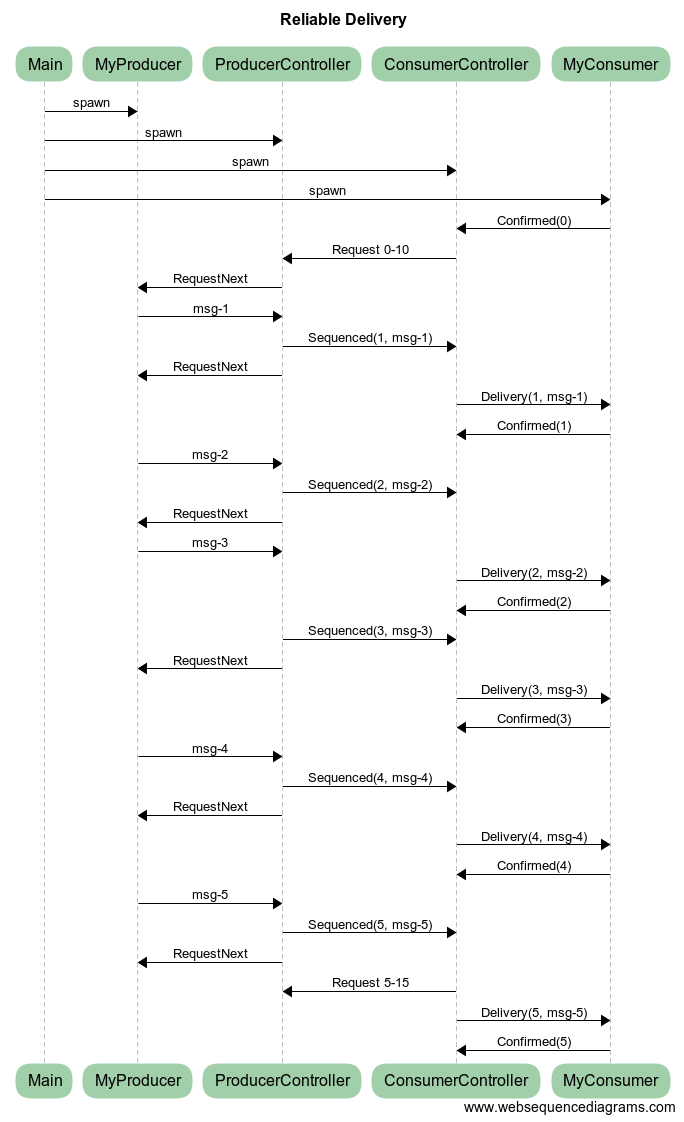 Reliable Delivery
Main MyProducer ProducerController ConsumerController MyConsumer
spawn
spawn
spawn
spawn
Confirmed(0)
Request 0-10
RequestNext
msg-1
Sequenced(1, msg-1)
RequestNext
Delivery(1, msg-1)
Confirmed(1)
msg-2
Sequenced(2, msg-2)
RequestNext
msg-3
Delivery(2, msg-2)
Confirmed(2)
Sequenced(3, msg-3)
RequestNext
Delivery(3, msg-3)
Confirmed(3)
msg-4
Sequenced(4, msg-4)
RequestNext
Delivery(4, msg-4)
Confirmed(4)
msg-5
Sequenced(5, msg-5)
RequestNext
Request 5-15
Delivery(5, msg-5)
Confirmed(5)
Main MyProducer ProducerController ConsumerController MyConsumer
www.websequencediagrams.com